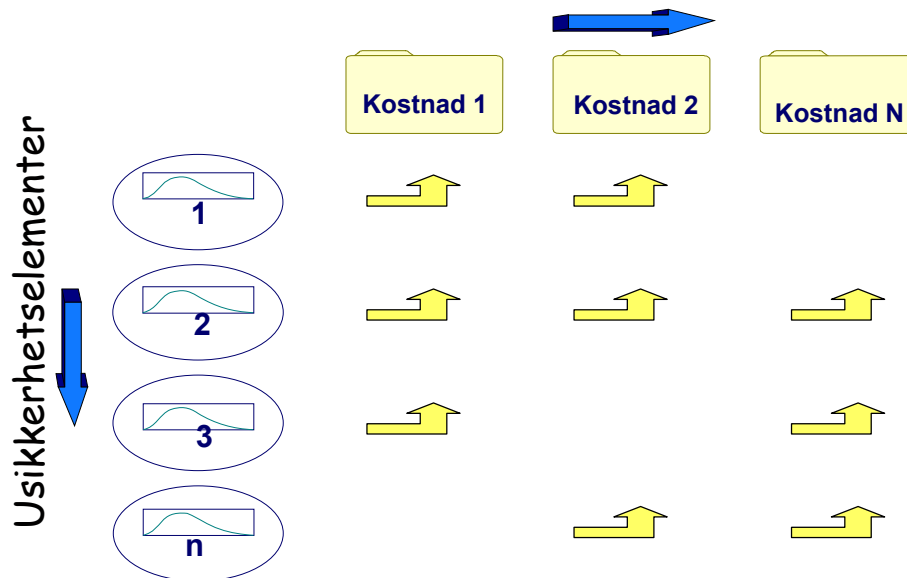 Kostnad 1
Kostnad 2
Kostnad N
Usikkerhetselementer
1
2
3
n